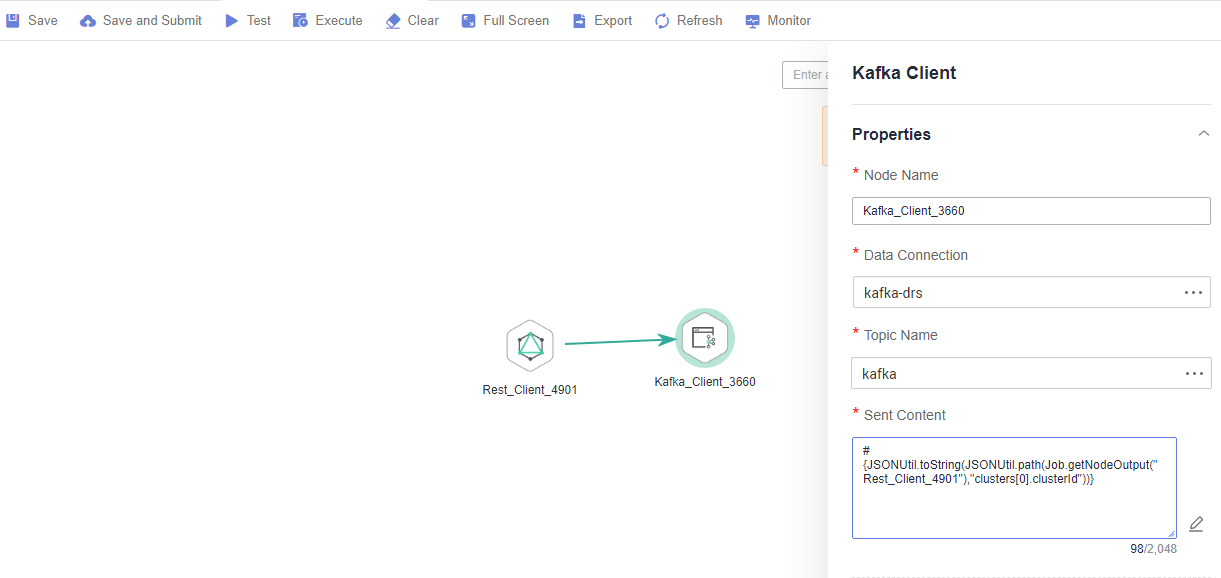 Save Save and Submit Test Execute Clear Full Screen Export Refresh Monitor
Enter a
Kafka Client
Properties
* Node Name
Kafka_Client_3660
* Data Connection
kafka-drs
* Topic Name
kafka
* Sent Content
#
{JSONUtil.toString(JSONUtil.path(Job.getNodeOutput("
Rest_Client_4901"),"clusters[0].clusterId"))}
98/2,048
Rest_Client_4901
Kafka_Client_3660